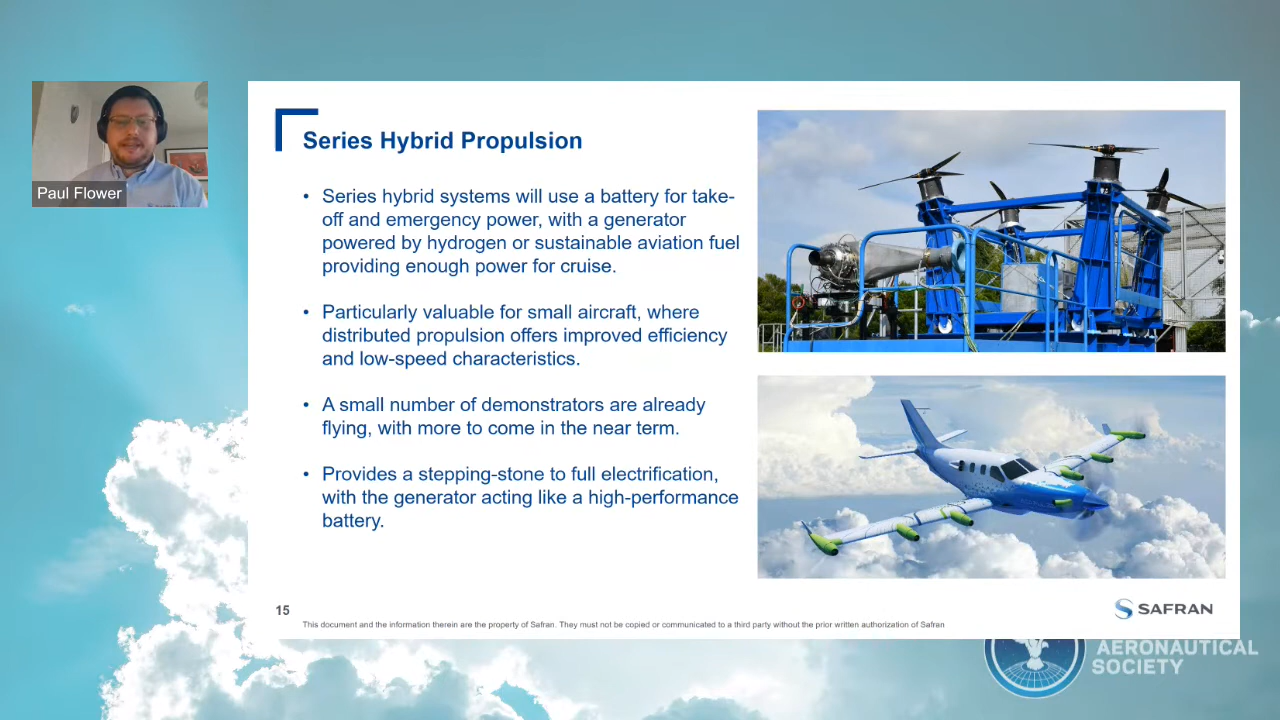 Paul Flower
Series Hybrid Propulsion
• Series hybrid systems will use a battery for take-
off and emergency power, with a generator
powered by hydrogen or sustainable aviation fuel
providing enough power for cruise.
• Particularly valuable for small aircraft, where
distributed propulsion offers improved efficiency
and low-speed characteristics.
• A small number of demonstrators are already
flying, with more to come in the near term.
• Provides a stepping-stone to full electrification,
with the generator acting like a high-performance
battery.
15
This document and the information therein are the property of Safran. They must not be copied or communicated to a third party without the prior written authorization of Safran
SAFRAN
AERONAUTICAL
SOCIETY